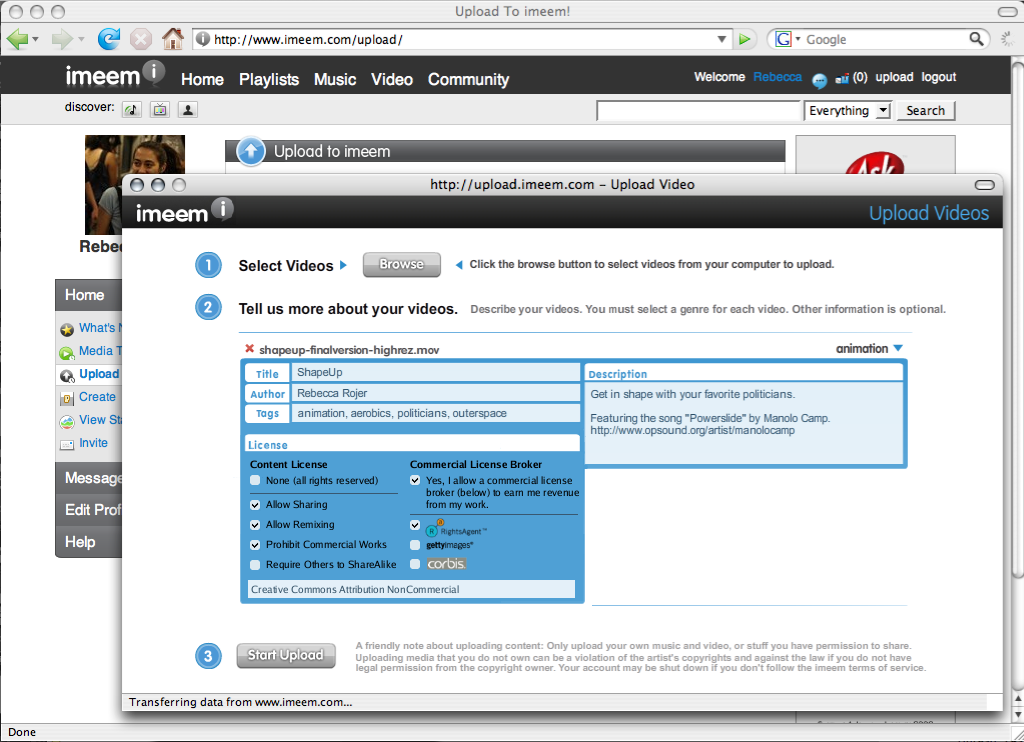 Upload To imeem!
http://www.imeem.com/upload/
G Google
imeem i Home Playlists Music Video Community
Welcome Rebecca (0) upload logout
discover:
Everything Search
Upload to imeem
Ask
http://upload.imeem.com – Upload Video
imeem i
Upload Videos
Rebe
1 Select Videos Browse Click the browse button to select videos from your computer to upload.
2 Tell us more about your videos. Describe your videos. You must select a genre for each video. Other information is optional.
Home
What's N
Media T
Upload
Create
View Sta
Invite
Message
Edit Prof
Help
shapeup-finalversion-highrez.mov
animation
Title ShapeUp
Author Rebecca Rojer
Tags animation, aerobics, politicians, outerspace
Description
Get in shape with your favorite politicians.
Featuring the song "Powerslide" by Manolo Camp.
http://www.opsound.org/artist/manolocamp
License
Content License
None (all rights reserved)
Allow Sharing
Allow Remixing
Prohibit Commercial Works
Require Others to ShareAlike
Commercial License Broker
Yes, I allow a commercial license
broker (below) to earn me revenue
from my work.
R RightsAgent™
gettyimages®
corbis.
Creative Commons Attribution NonCommercial
3 Start Upload
A friendly note about uploading content: Only upload your own music and video, or stuff you have permission to share.
Uploading media that you do not own can be a violation of the artist's copyrights and against the law if you do not have
legal permission from the copyright owner. Your account may be shut down if you don't follow the imeem terms of service.
Transferring data from www.imeem.com...
Done